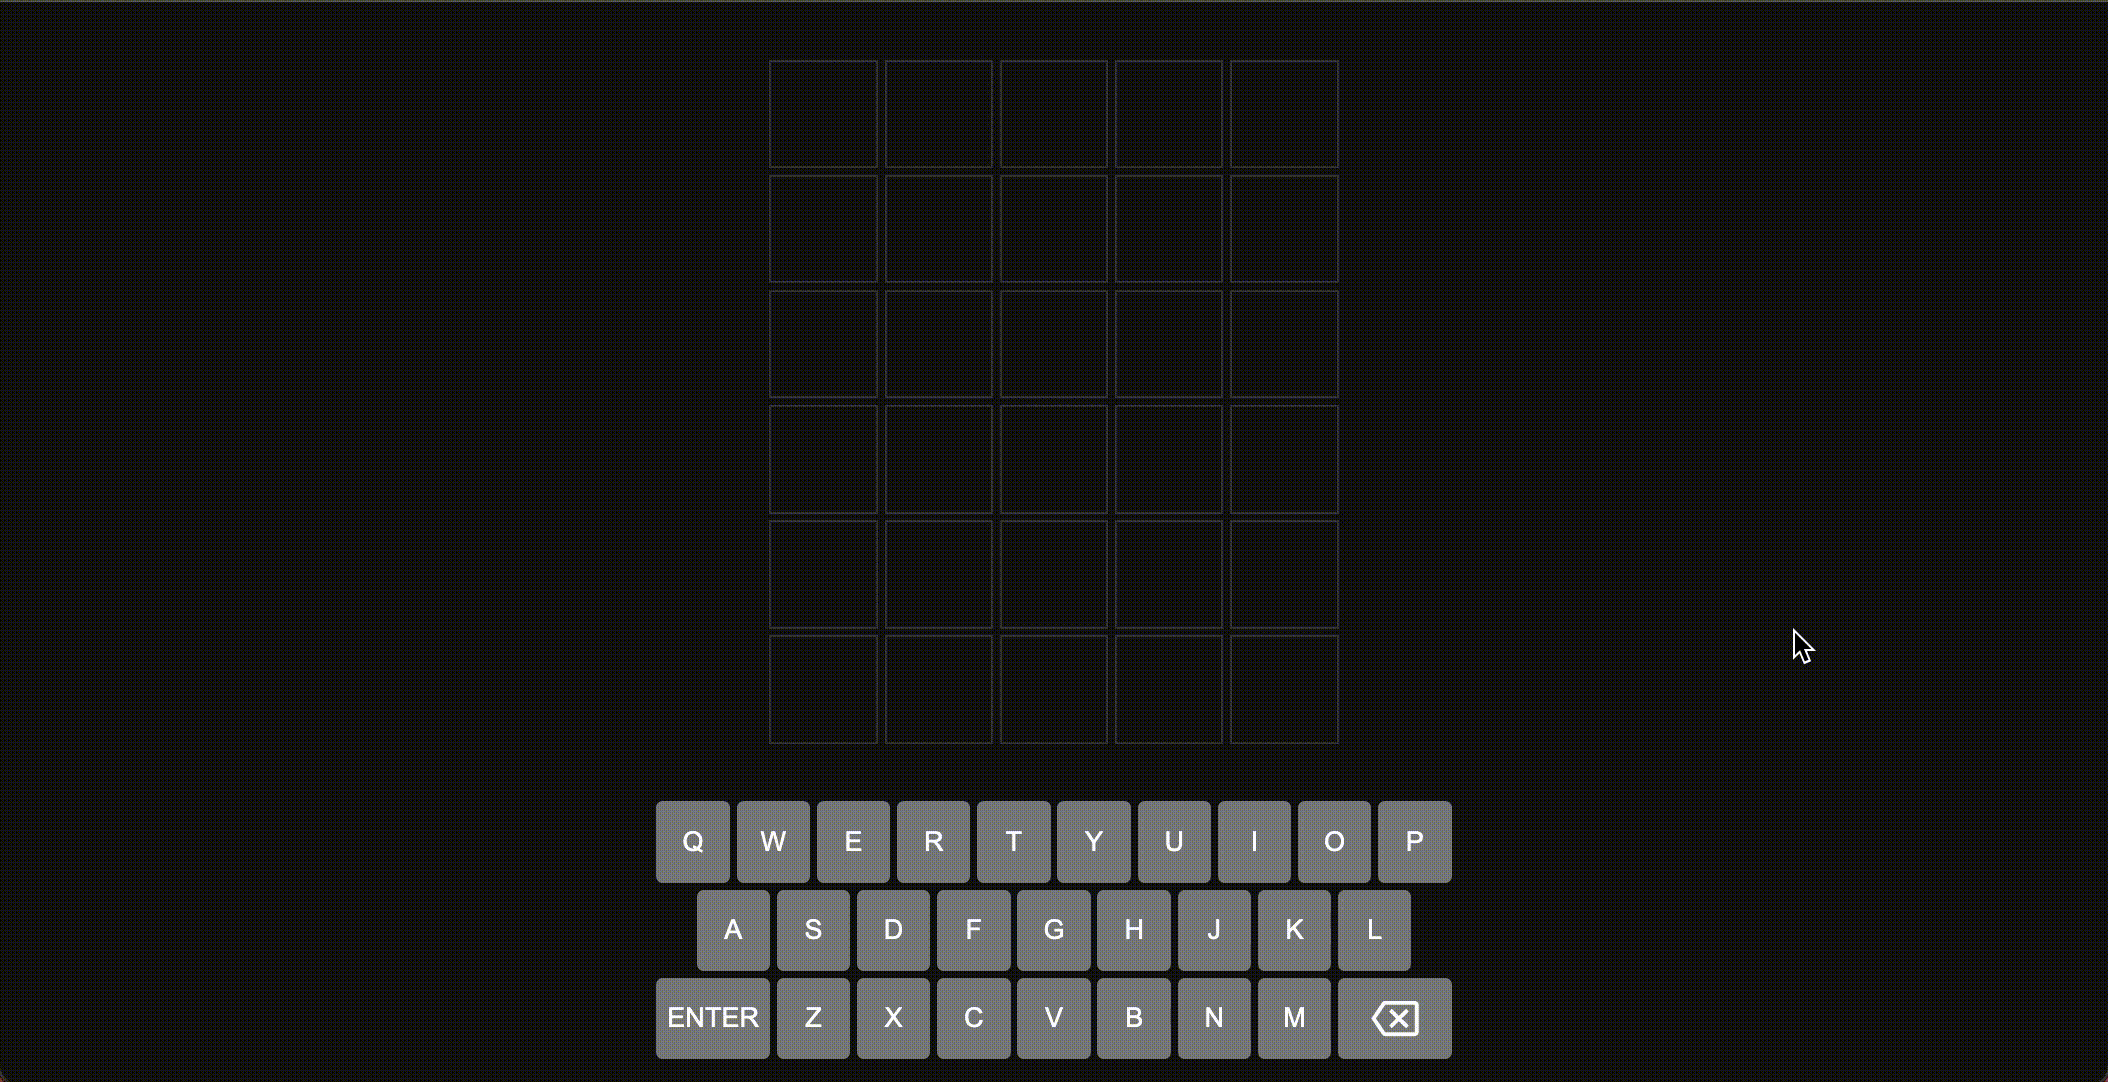 Q W E R T Y U I O P
A S D F G H J K L
ENTER Z X C V B N M